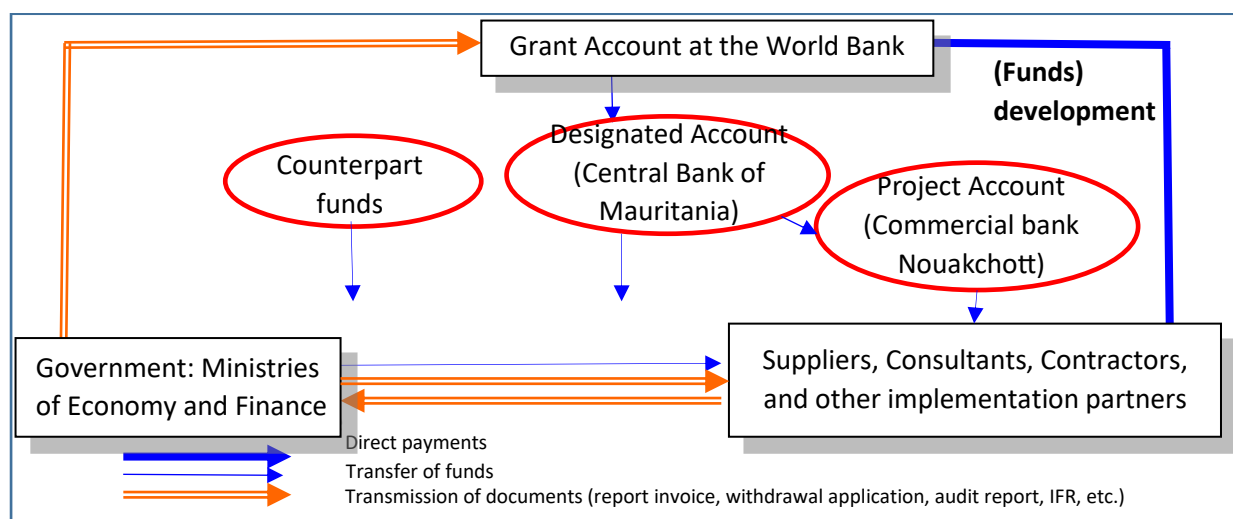 Grant Account at the World Bank
(Funds)
development
Counterpart
funds
Designated Account
(Central Bank of
Mauritania)
Project Account
(Commercial bank
Nouakchott)
Government: Ministries
of Economy and Finance
Suppliers, Consultants, Contractors,
and other implementation partners
Direct payments
Transfer of funds
Transmission of documents (report invoice, withdrawal application, audit report, IFR, etc.)